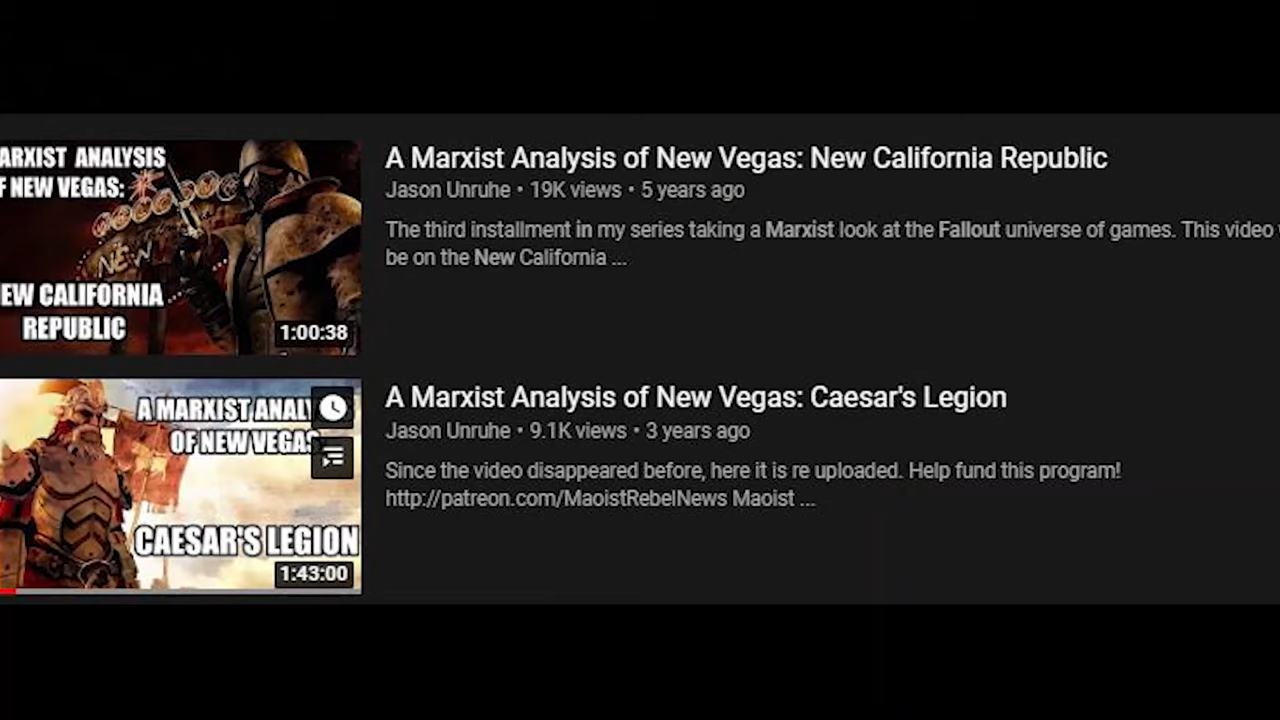 ARXIST ANALYSIS
F NEW VEGAS:
NEW
EW CALIFORNIA
REPUBLIC
1:00:38
A Marxist Analysis of New Vegas: New California Republic
Jason Unruhe • 19K views • 5 years ago
The third installment in my series taking a Marxist look at the Fallout universe of games. This video
be on the New California ...
A MARXIST ANALY
OF NEW VEGAS
CAESAR'S LEGION
1:43:00
A Marxist Analysis of New Vegas: Caesar's Legion
Jason Unruhe • 9.1K views • 3 years ago
Since the video disappeared before, here it is re uploaded. Help fund this program!
http://patreon.com/MaoistRebelNews Maoist ...